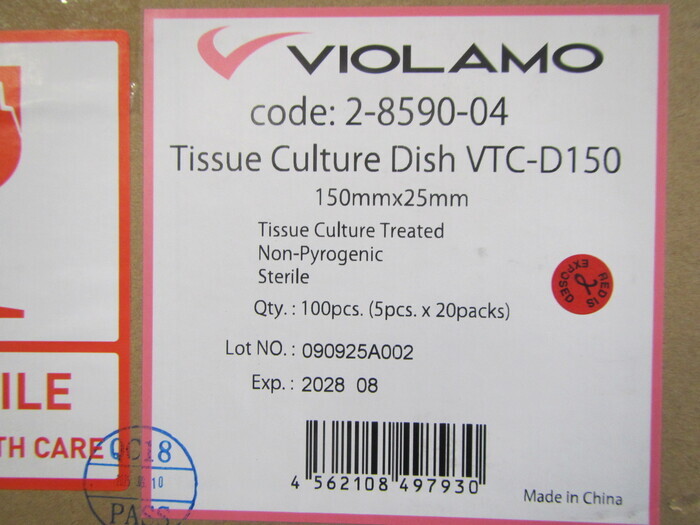 VIOLAMO
code: 2-8590-04
Tissue Culture Dish VTC-D150
150mmx25mm
Tissue Culture Treated
Non-Pyrogenic
Sterile
Qty. : 100pcs. (5pcs. x 20packs)
RED IS
EXPOSED
Lot NO. : 090925A002
Exp. : 2028 08
4 562108 497930
Made in China
ILE
TH CARE
QC18
PASS